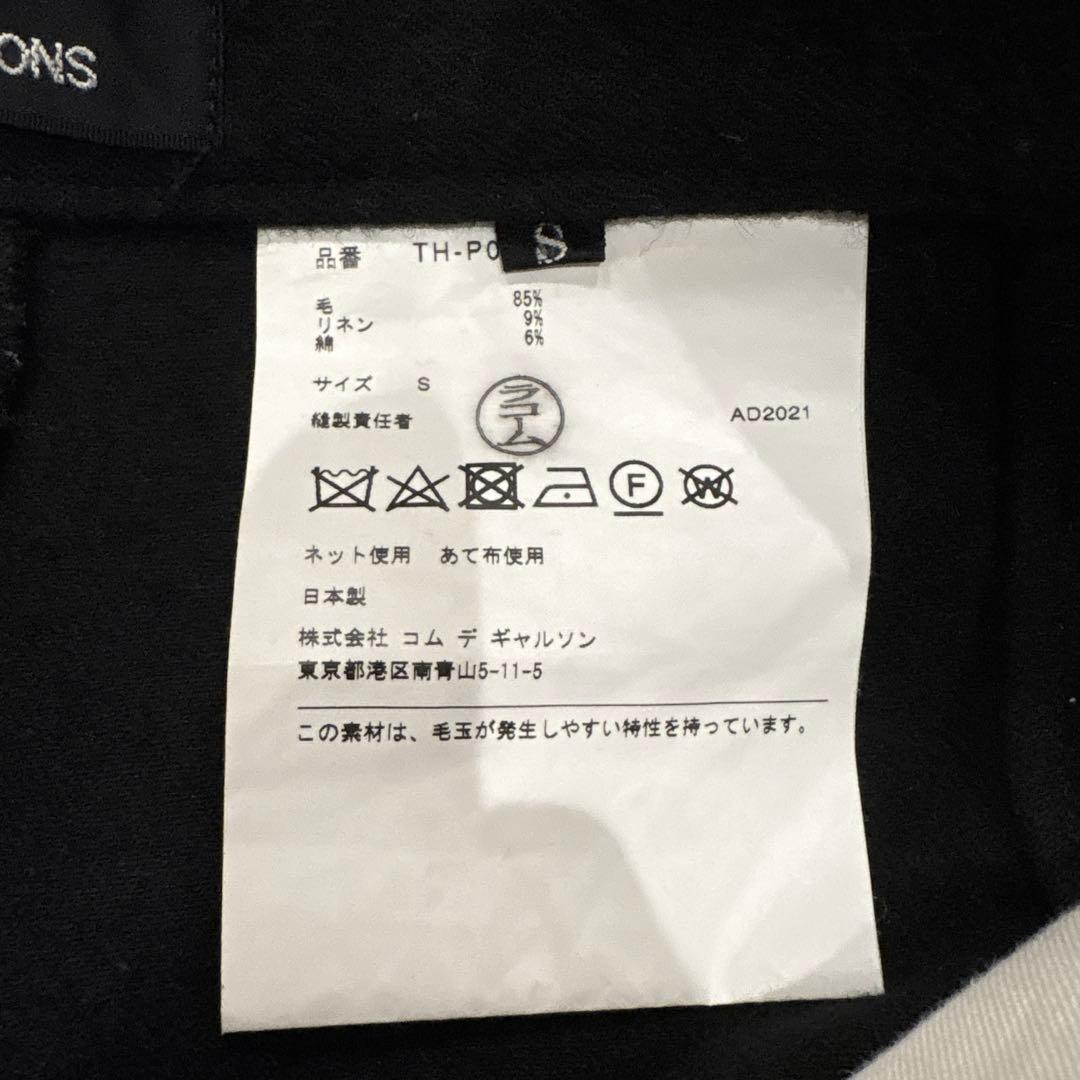 ONS
S
品番 TH-P0
毛 85%
リネン 9%
綿 6%
サイズ S
縫製責任者 ラコム AD2021
F W
ネット使用 あて布使用
日本製
株式会社 コム デ ギャルソン
東京都港区南青山5-11-5
この素材は、毛玉が発生しやすい特性を持っています。